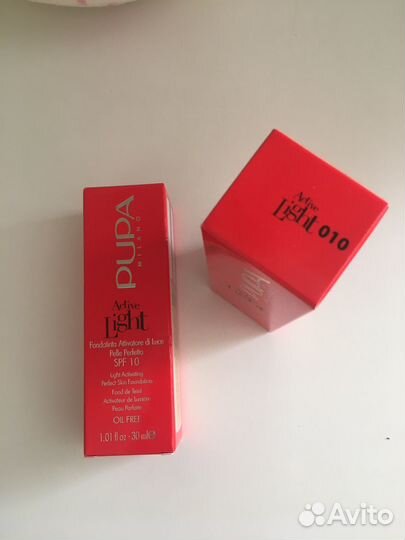 PUPA
MILANO
Active
Light
Fondotinta Attivatore di Luce
Pelle Perfetta
SPF 10
Light Activating
Perfect Skin Foundation
Fond de Teint
Activateur de Lumière
Peau Parfaite
OIL FREE
1.01 fl oz - 30 ml ℮
Active
Light 010
Avito